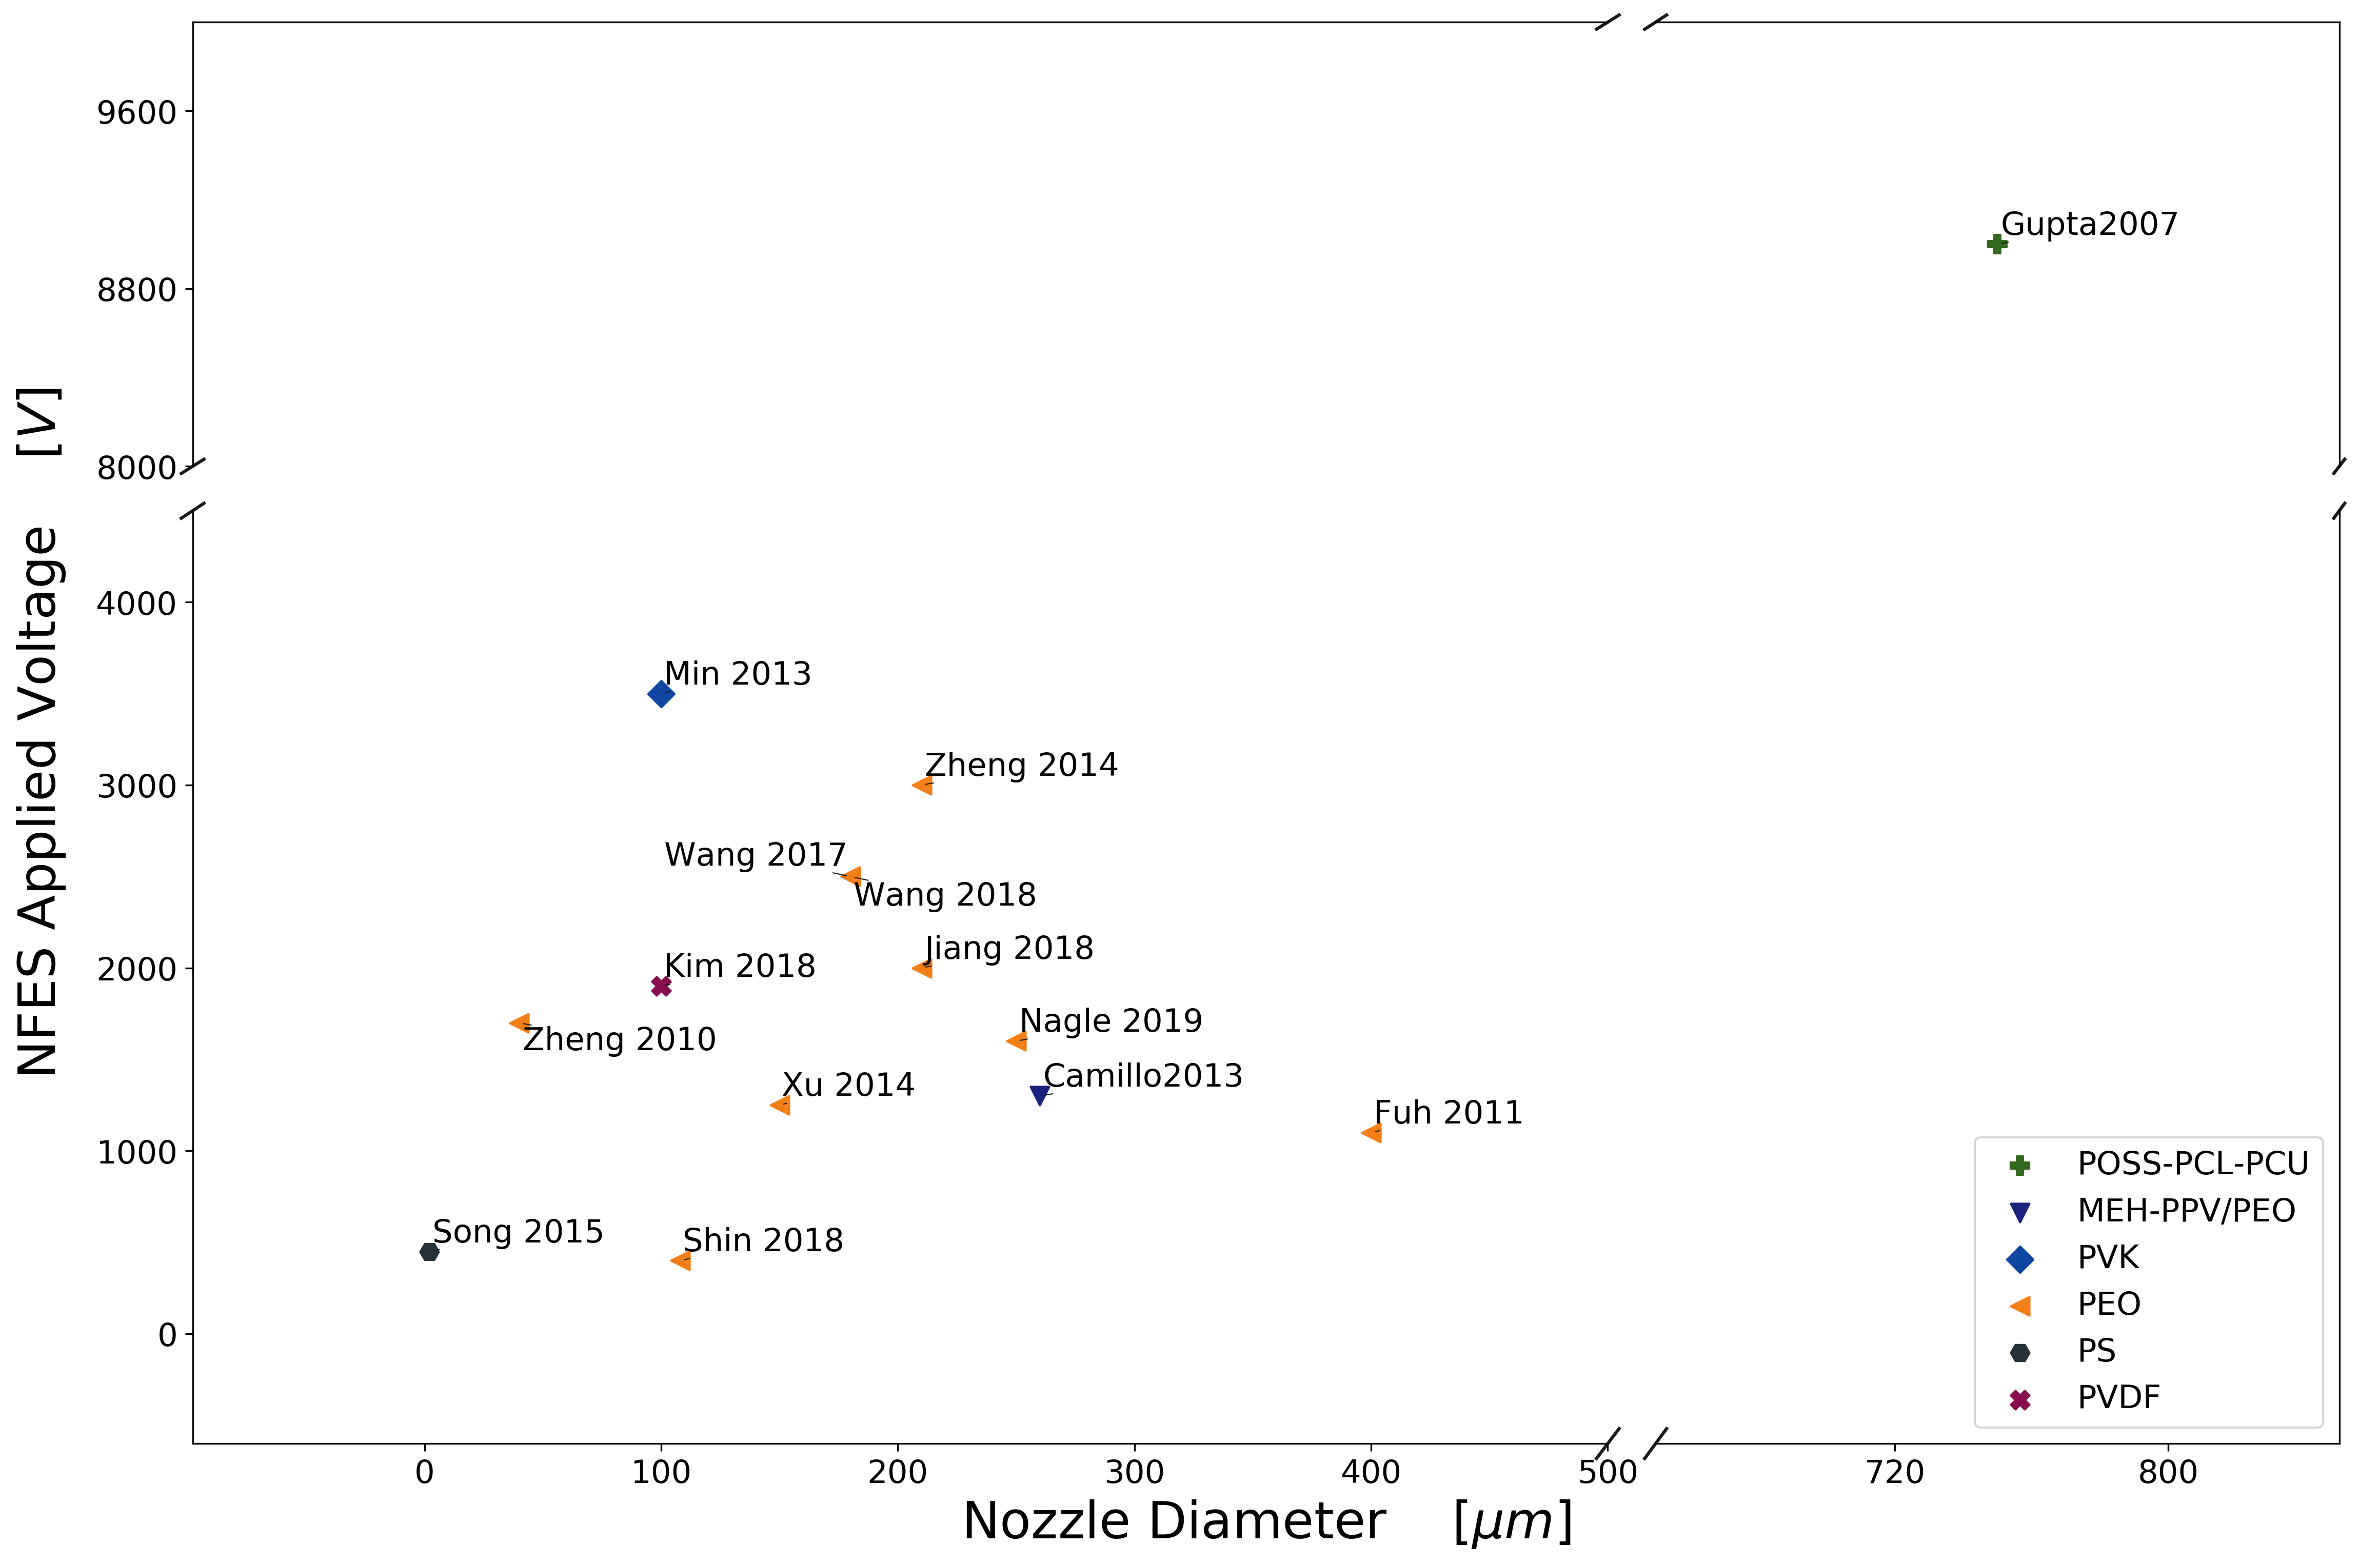 9600
8800
8000
4000
3000
2000
1000
0
NFES Applied Voltage [V]
Gupta2007
Min 2013
Zheng 2014
Wang 2017
Wang 2018
Jiang 2018
Kim 2018
Zheng 2010
Nagle 2019
Camillo2013
Xu 2014
Fuh 2011
Song 2015
Shin 2018
POSS-PCL-PCU
MEH-PPV/PEO
PVK
PEO
PS
PVDF
0 100 200 300 400 500 720 800
Nozzle Diameter [μm]